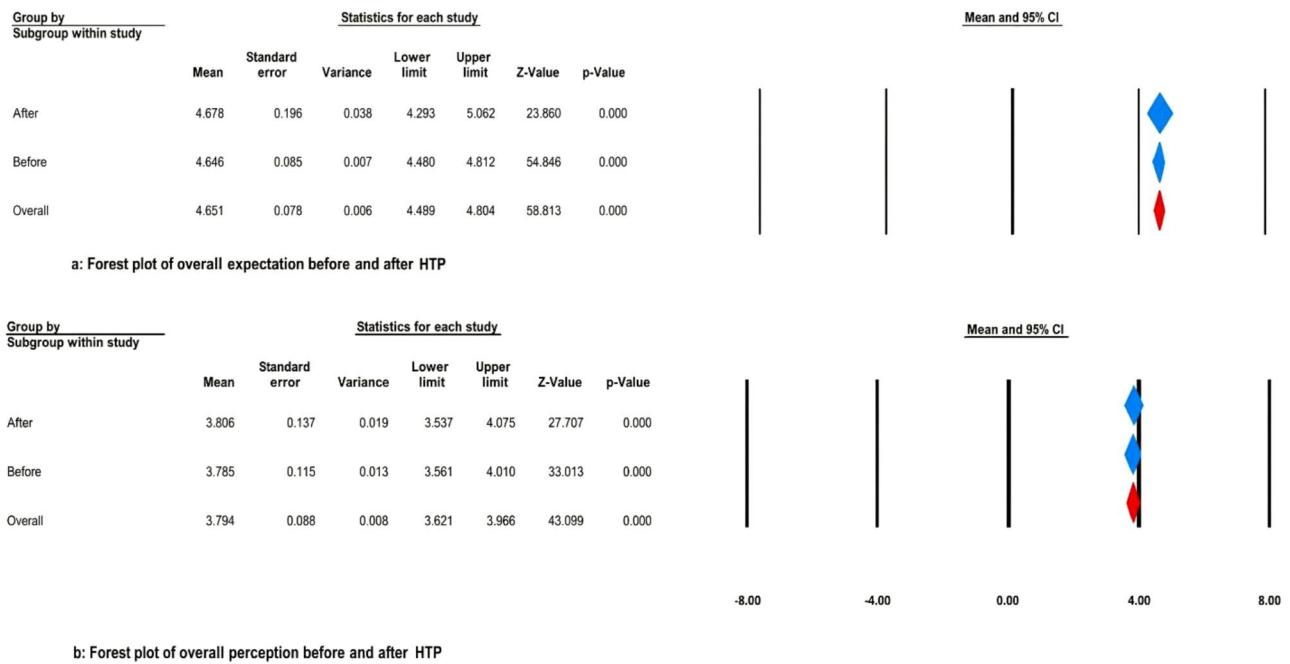 Group by Statistics for each study Mean and 95% CI
Subgroup within study
Mean Standard error Variance Lower limit Upper limit Z-Value p-Value
After 4.678 0.196 0.038 4.293 5.062 23.860 0.000
Before 4.646 0.085 0.007 4.480 4.812 54.846 0.000
Overall 4.651 0.078 0.006 4.489 4.804 58.813 0.000
a: Forest plot of overall expectation before and after HTP
Group by Statistics for each study Mean and 95% CI
Subgroup within study
Mean Standard error Variance Lower limit Upper limit Z-Value p-Value
After 3.806 0.137 0.019 3.537 4.075 27.707 0.000
Before 3.785 0.115 0.013 3.561 4.010 33.013 0.000
Overall 3.794 0.088 0.008 3.621 3.966 43.099 0.000
-8.00 -4.00 0.00 4.00 8.00
b: Forest plot of overall perception before and after HTP